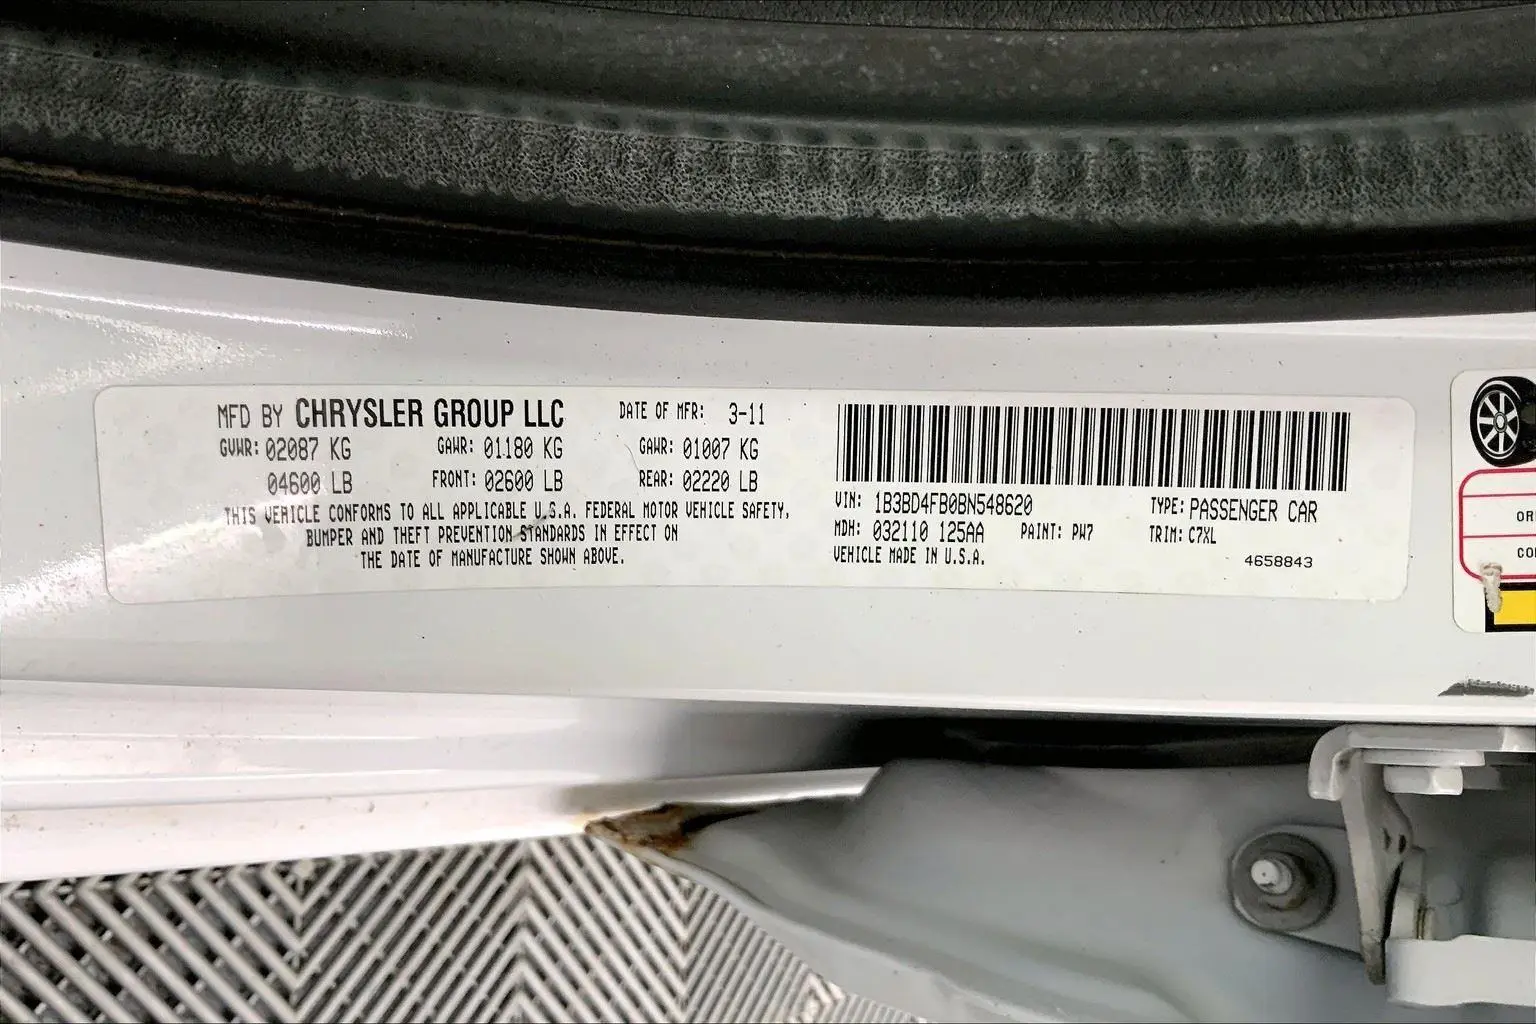 MFD BY CHRYSLER GROUP LLC DATE OF MFR: 3-11
GVWR: 02087 KG GAWR: 01180 KG GAWR: 01007 KG
04600 LB FRONT: 02600 LB REAR: 02220 LB
THIS VEHICLE CONFORMS TO ALL APPLICABLE U.S.A. FEDERAL MOTOR VEHICLE SAFETY,
BUMPER AND THEFT PREVENTION STANDARDS IN EFFECT ON
THE DATE OF MANUFACTURE SHOWN ABOVE.
VIN: 1B3BD4FB0BN548620 TYPE: PASSENGER CAR
MDH: 032110 125AA PAINT: PW7 TRIM: C7XL
VEHICLE MADE IN U.S.A. 4658843